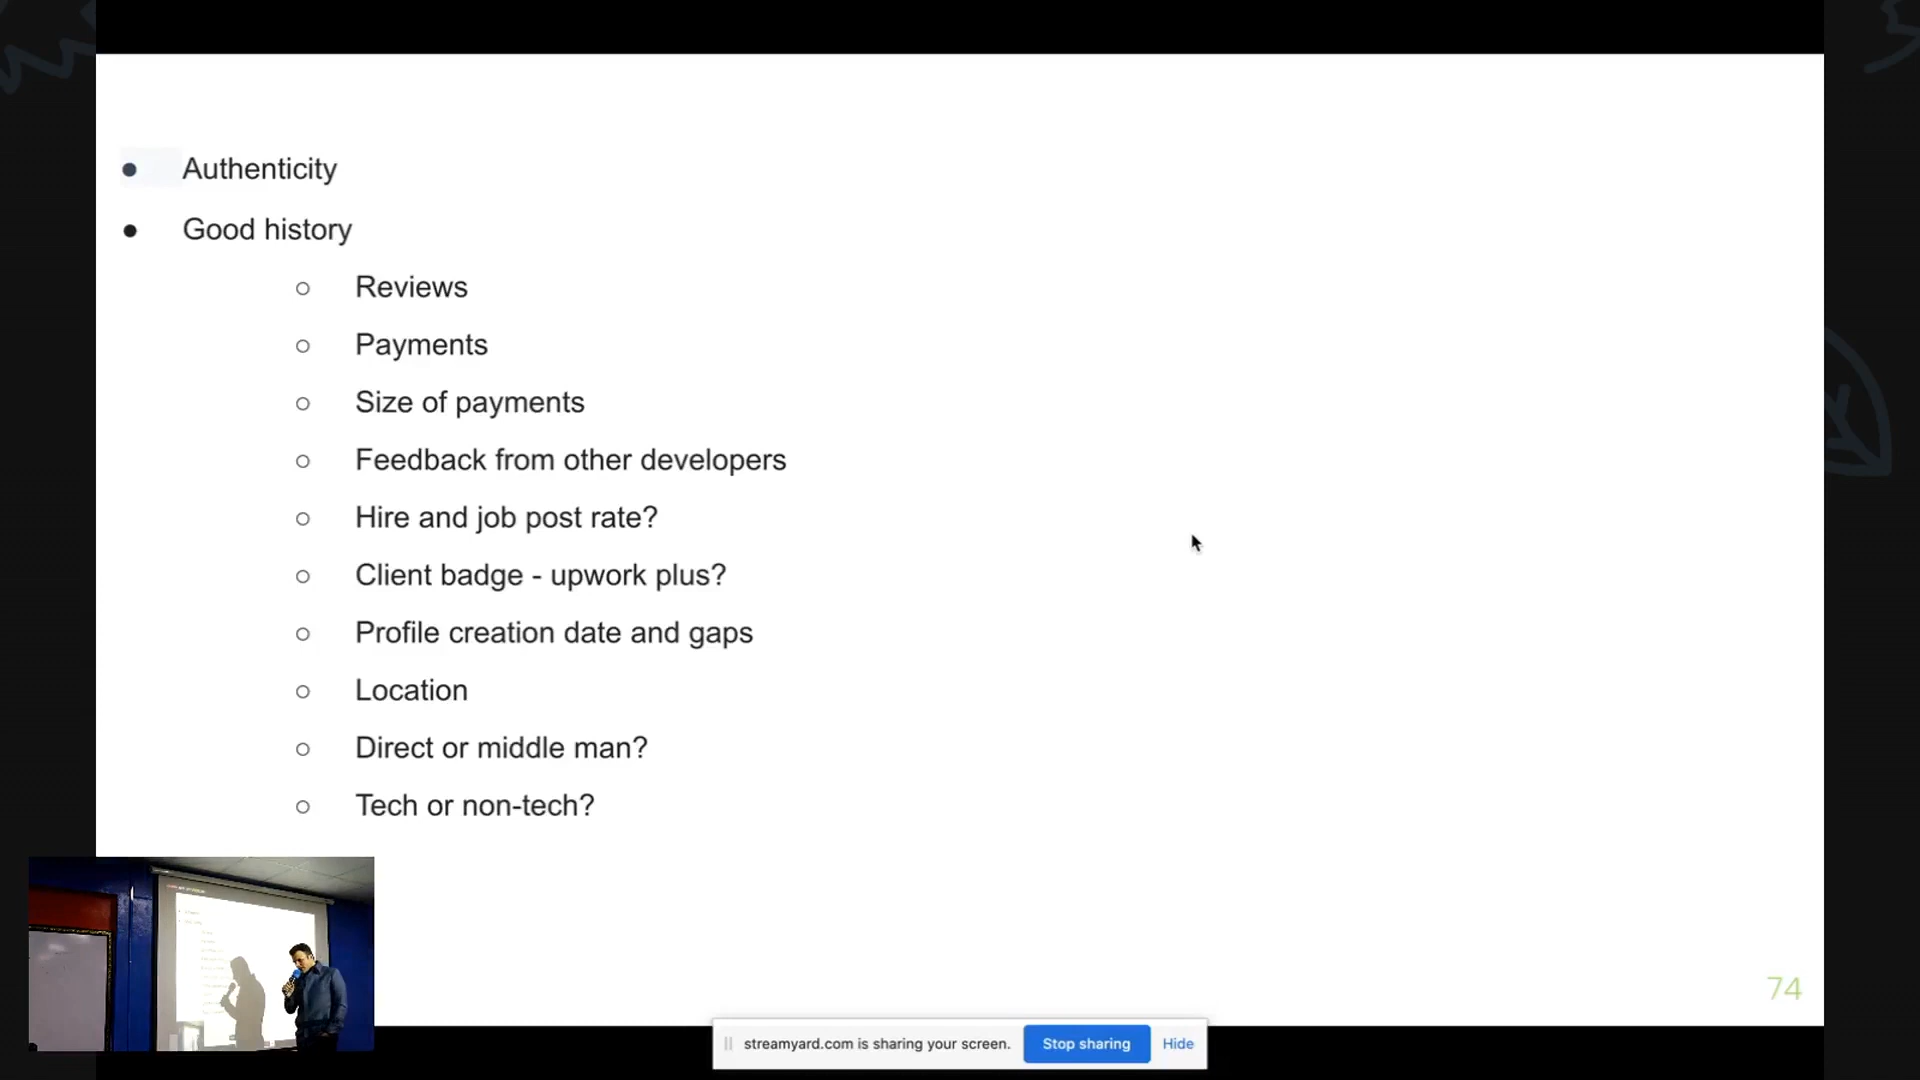 Authenticity
Good history
Reviews
Payments
Size of payments
Feedback from other developers
Hire and job post rate?
Client badge - upwork plus?
Profile creation date and gaps
Location
Direct or middle man?
Tech or non-tech?
74
streamyard.com is sharing your screen.
Stop sharing
Hide